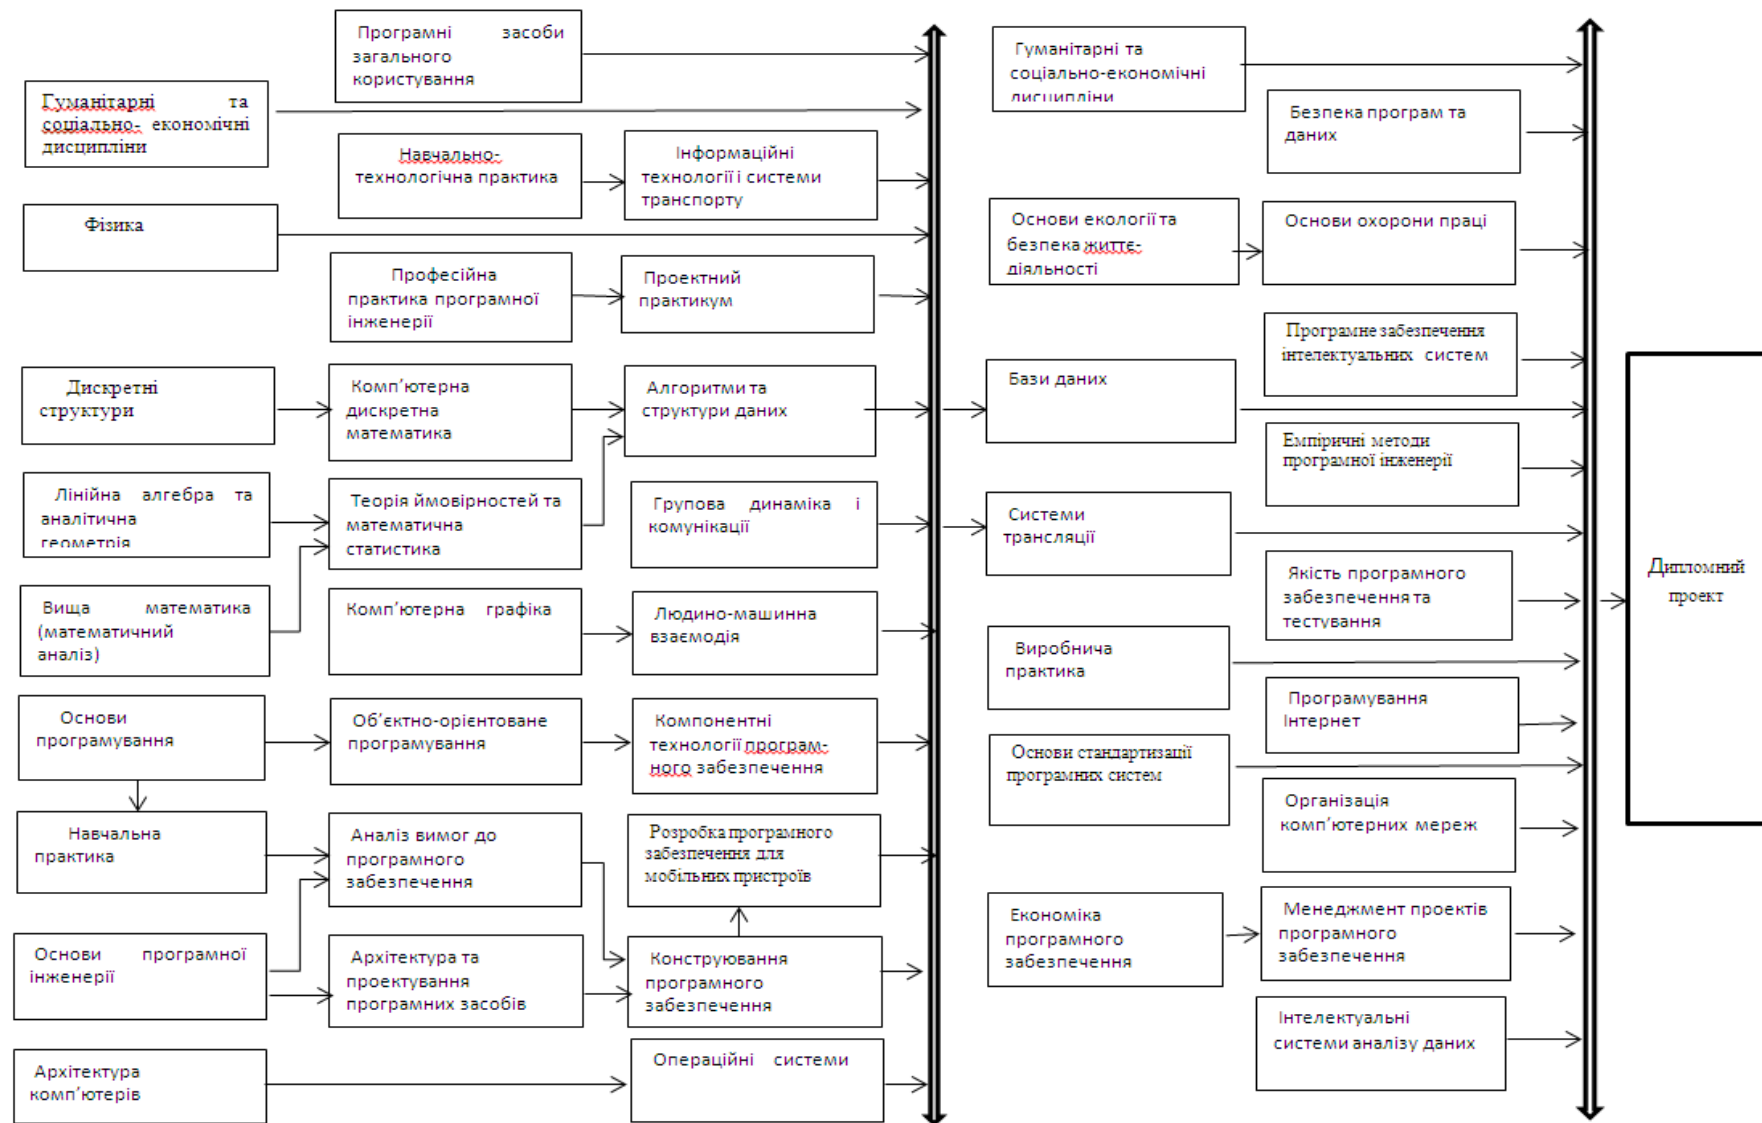 Програмні засоби
загального
користування
Гуманітарні та
соціально- економічні
дисципліни
Навчально-
технологічна практика
Інформаційні
технології і системи
транспорту
Фізика
Професійна
практика програмної
інженерії
Проектний
практикум
Дискретні
структури
Комп’ютерна
дискретна
математика
Алгоритми та
структури даних
Лінійна алгебра та
аналітична
геометрія
Теорія ймовірностей та
математична
статистика
Групова динаміка і
комунікації
Вища математика
(математичний
аналіз)
Комп’ютерна графіка
Людино-машинна
взаємодія
Основи
програмування
Об’єктно-орієнтоване
програмування
Компонентні
технології програм-
ного забезпечення
Навчальна
практика
Аналіз вимог до
програмного
забезпечення
Розробка програмного
забезпечення для
мобільних пристроїв
Основи програмної
інженерії
Архітектура та
проектування
програмних засобів
Конструювання
програмного
забезпечення
Архітектура
комп’ютерів
Операційні системи
Гуманітарні та
соціально-економічні
дисципліни
Безпека програм та
даних
Основи екології та
безпека життє-
діяльності
Основи охорони праці
Програмне забезпечення
інтелектуальних систем
Бази даних
Емпіричні методи
програмної інженерії
Системи
трансляції
Якість програмного
забезпечення та
тестування
Виробнича
практика
Програмування
Інтернет
Основи стандартизації
програмних систем
Організація
комп’ютерних мереж
Економіка
програмного
забезпечення
Менеджмент проектів
програмного
забезпечення
Інтелектуальні
системи аналізу даних
Дипломний
проект